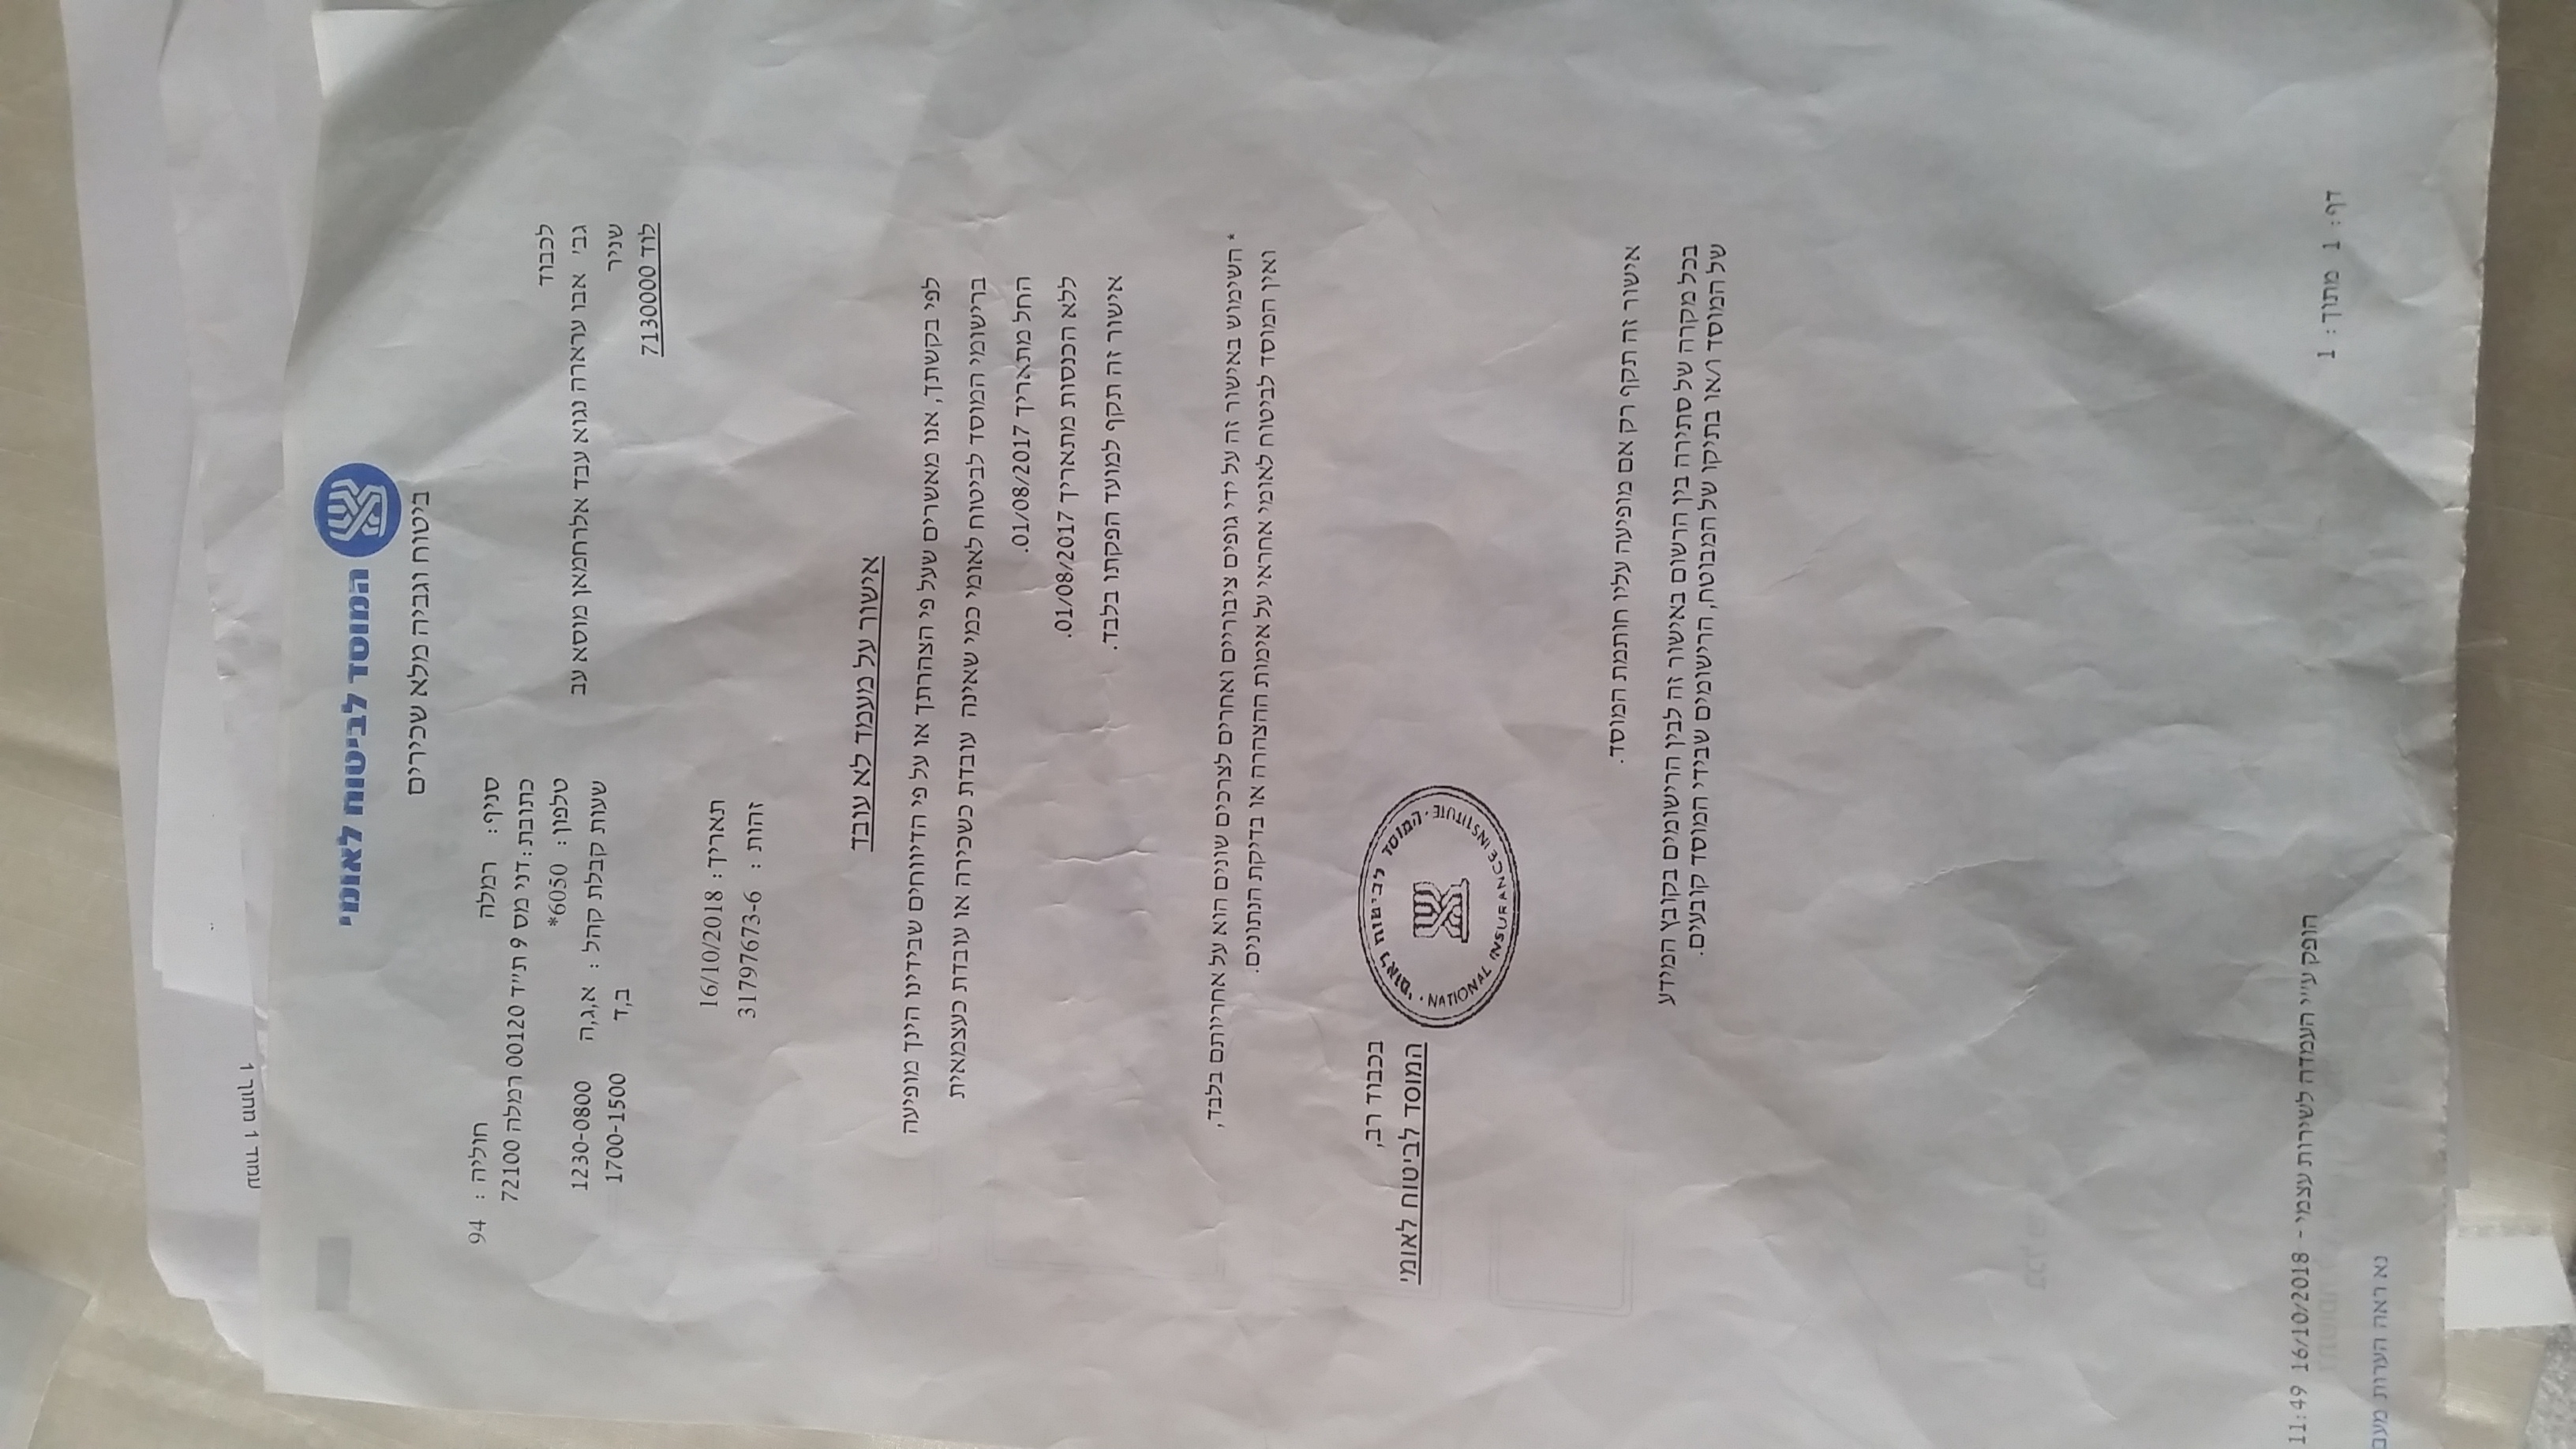 עמוד 1 מתוך 1
המוסד לביטוח לאומי
ביטוח וגביה מלא שכירים
סניף: רמלה חוליה: 94
כתובת: דני מס 9 ת״ד 00120 רמלה 72100
טלפון: 6050*
שעות קבלת קהל: א,ג,ה 1230-0800
ב,ד 1700-1500
לכבוד
גב' אבו ערארה נגוא עבד אלרחמאן מוסא עב
שניר
לוד 7130000
תאריך: 16/10/2018
זהות: 31797673-6
אישור על מעמד לא עובד
לפי בקשתך, אנו מאשרים שעל פי הצהרתך או על פי הדיווחים שבידינו הינך מופיעה
ברישומי המוסד לביטוח לאומי כמי שאינה עובדת כשכירה או עובדת כעצמאית
החל מתאריך 01/08/2017.
ללא הכנסות מתאריך 01/08/2017.
אישור זה תקף למועד הפקתו בלבד.
* השימוש באישור זה על ידי גופים ציבוריים ואחרים לצרכים שונים הוא על אחריותם בלבד,
ואין המוסד לביטוח לאומי אחראי על אימות ההצהרה או בדיקת הנתונים.
בכבוד רב,
המוסד לביטוח לאומי
המוסד לביטוח לאומי
NATIONAL INSURANCE INSTITUTE
אישור זה תקף רק אם מופיעה עליו חותמת המוסד.
בכל מקרה של סתירה בין הרשום באישור זה לבין הרישומים בקובץ המידע
של המוסד ו/או בתיקו של המבוטח, הרישומים שבידי המוסד קובעים.
הופק ע״י העמדה לשירות עצמי - 16/10/2018 11:49
דף: 1 מתוך: 1
נא ראה הערות מעב